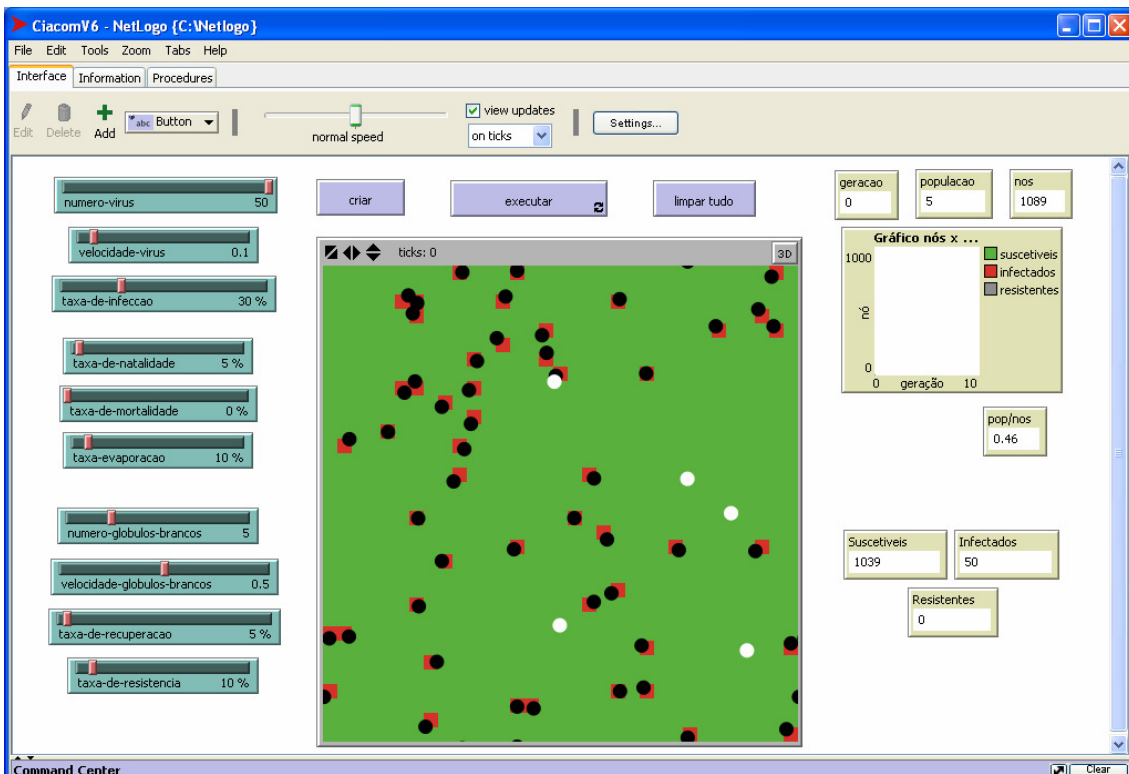 CiacomV6 - NetLogo {C:\Netlogo}
File Edit Tools Zoom Tabs Help
Interface Information Procedures
Edit Delete Add abc Button normal speed view updates on ticks Settings...
numero-virus 50
velocidade-virus 0.1
taxa-de-infeccao 30 %
taxa-de-natalidade 5 %
taxa-de-mortalidade 0 %
taxa-evaporacao 10 %
numero-globulos-brancos 5
velocidade-globulos-brancos 0.5
taxa-de-recuperacao 5 %
taxa-de-resistencia 10 %
criar executar limpar tudo
ticks: 0 3D
geracao populacao nos
0 5 1089
Gráfico nós x ...
1000
nº
0
0 geração 10
suscetiveis
infectados
resistentes
pop/nos
0.46
Suscetiveis Infectados
1039 50
Resistentes
0
Command Center Clear